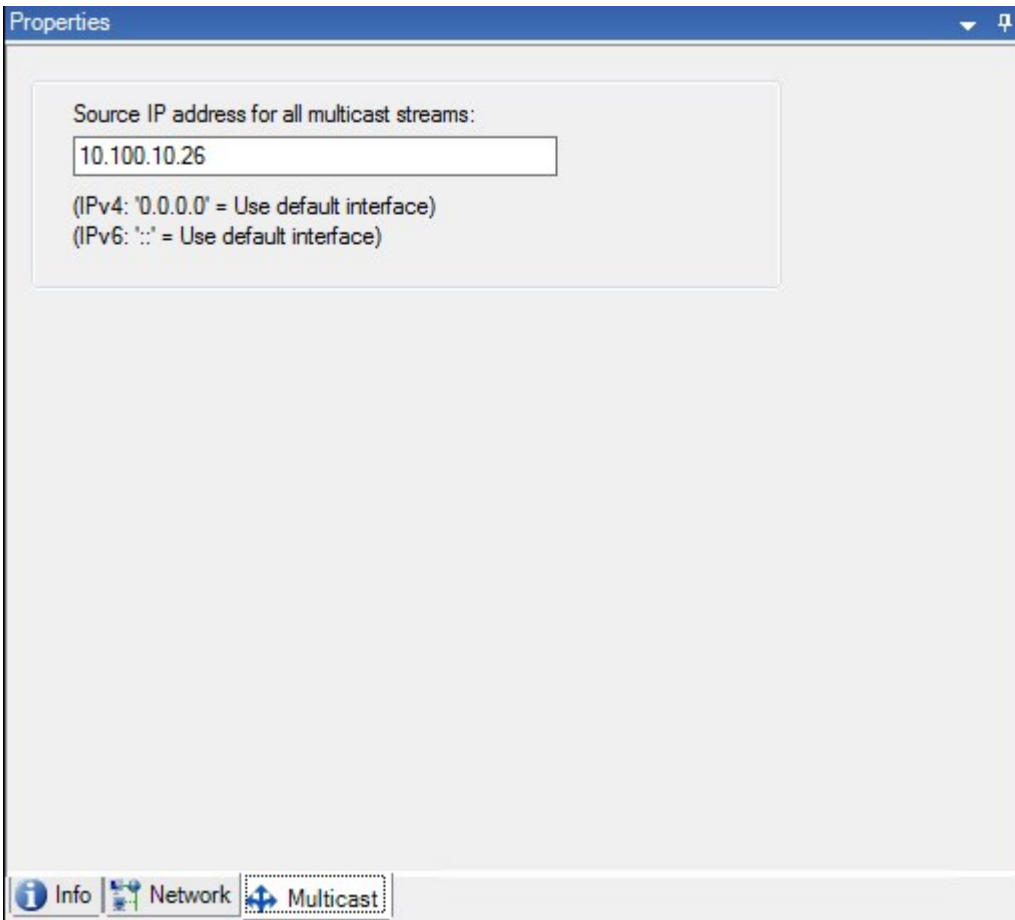 Properties
Source IP address for all multicast streams:
10.100.10.26
(IPv4: '0.0.0.0' = Use default interface)
(IPv6: '::' = Use default interface)
Info Network Multicast